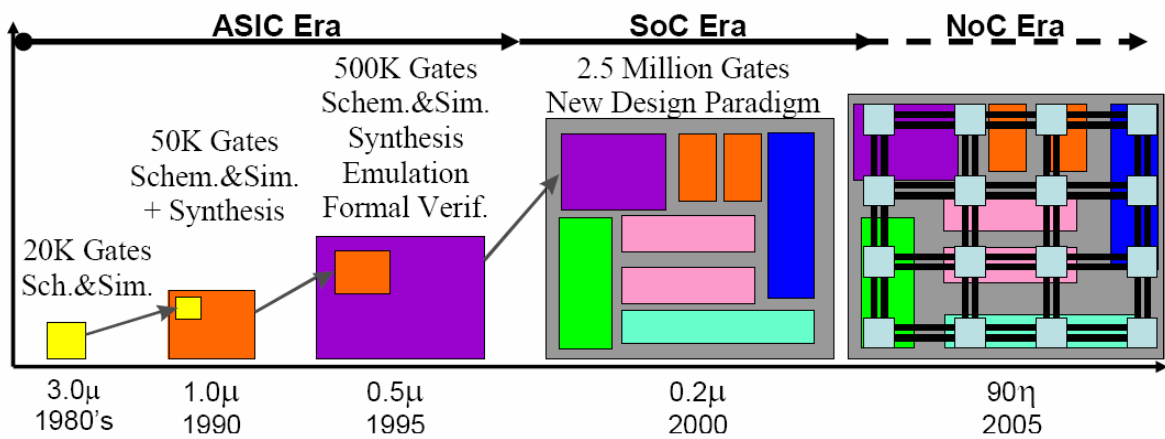 ASIC Era
SoC Era
NoC Era
500K Gates
Schem.&Sim.
Synthesis
Emulation
Formal Verif.
2.5 Million Gates
New Design Paradigm
50K Gates
Schem.&Sim.
+ Synthesis
20K Gates
Sch.&Sim.
3.0μ
1980's
1.0μ
1990
0.5μ
1995
0.2μ
2000
90η
2005